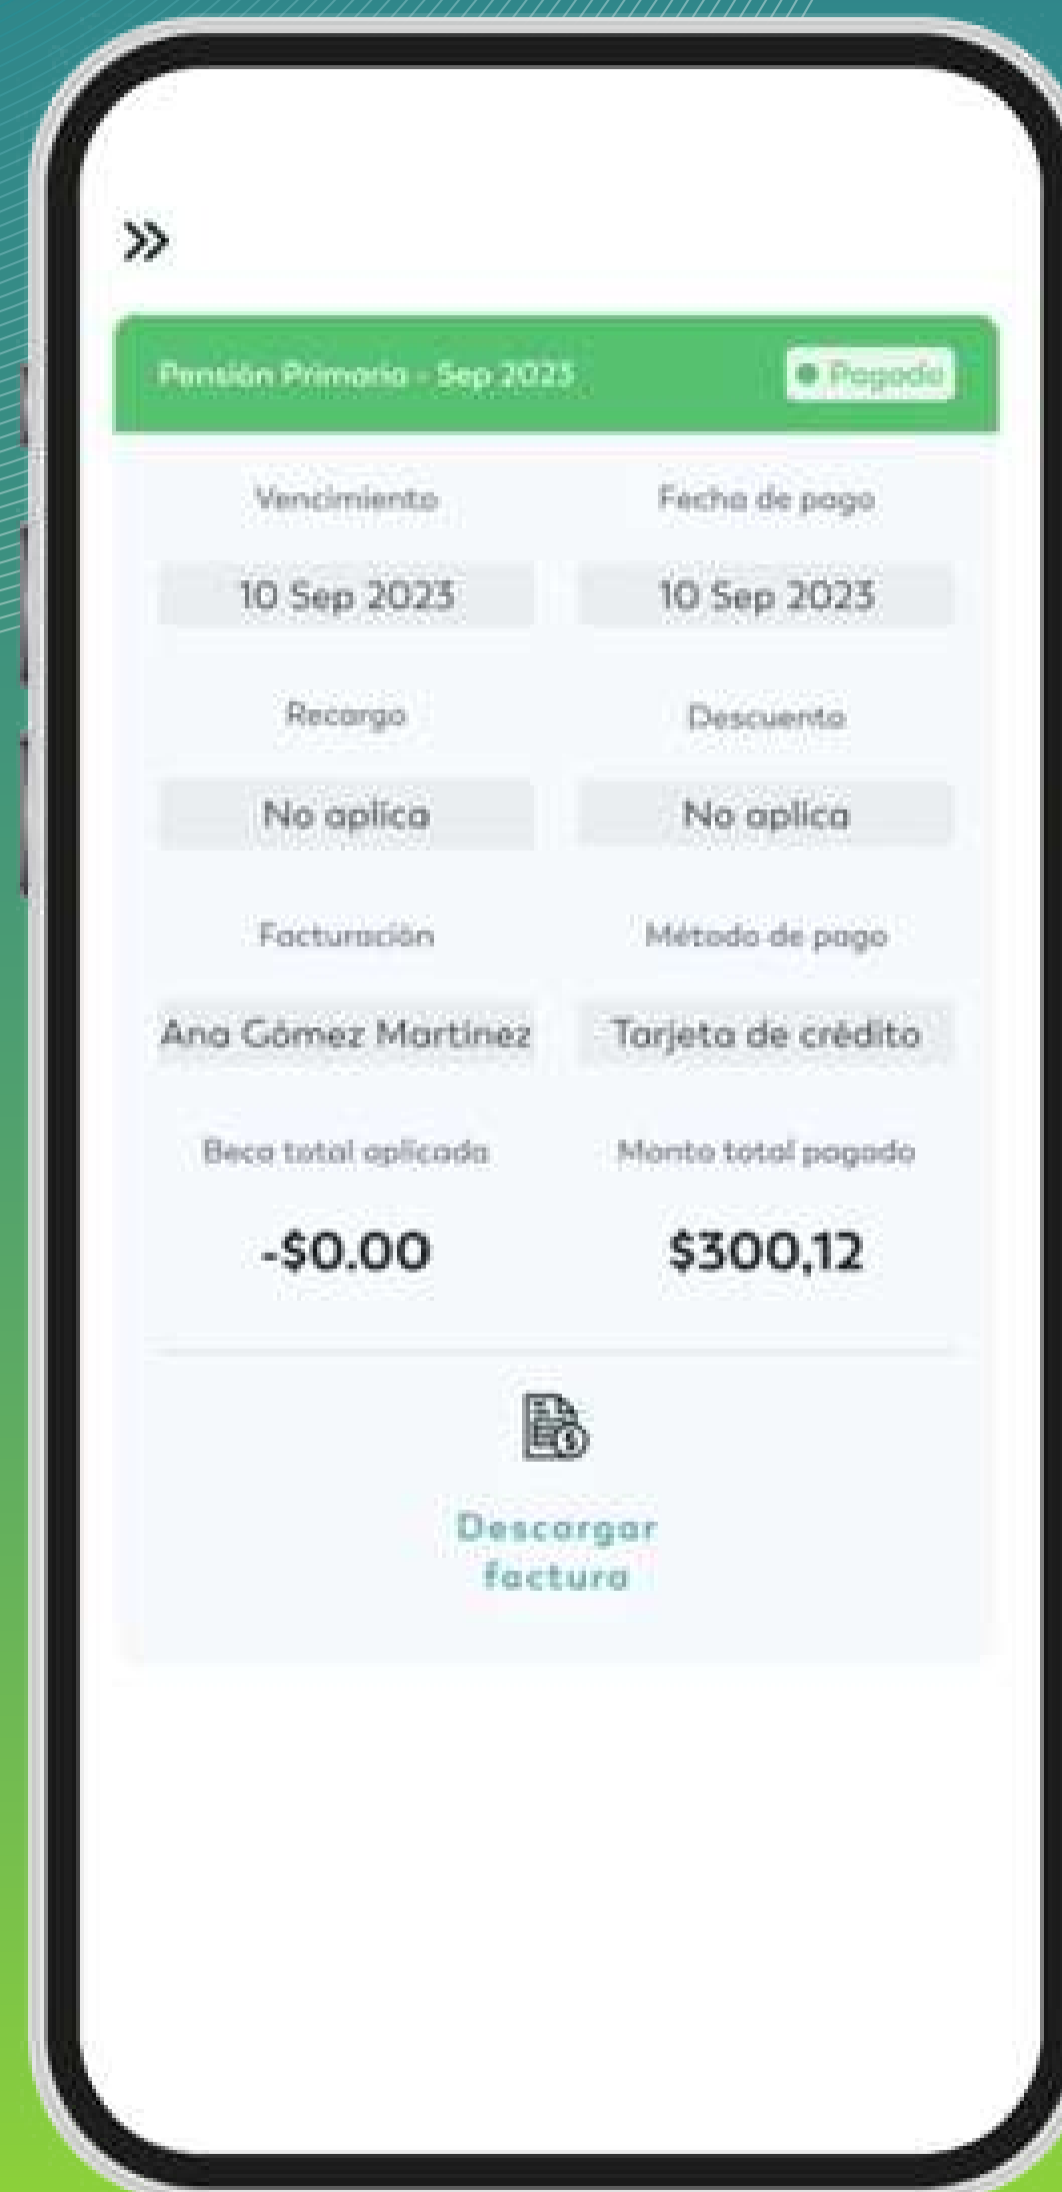 Pensión Primaria - Sep 2023
Pagado
Vencimiento
Fecha de pago
10 Sep 2023
10 Sep 2023
Recargo
Descuento
No aplica
No aplica
Facturación
Método de pago
Ana Gómez Martínez
Tarjeta de crédito
Beca total aplicada
Monto total pagado
-$0.00
$300,12
Descargar
factura